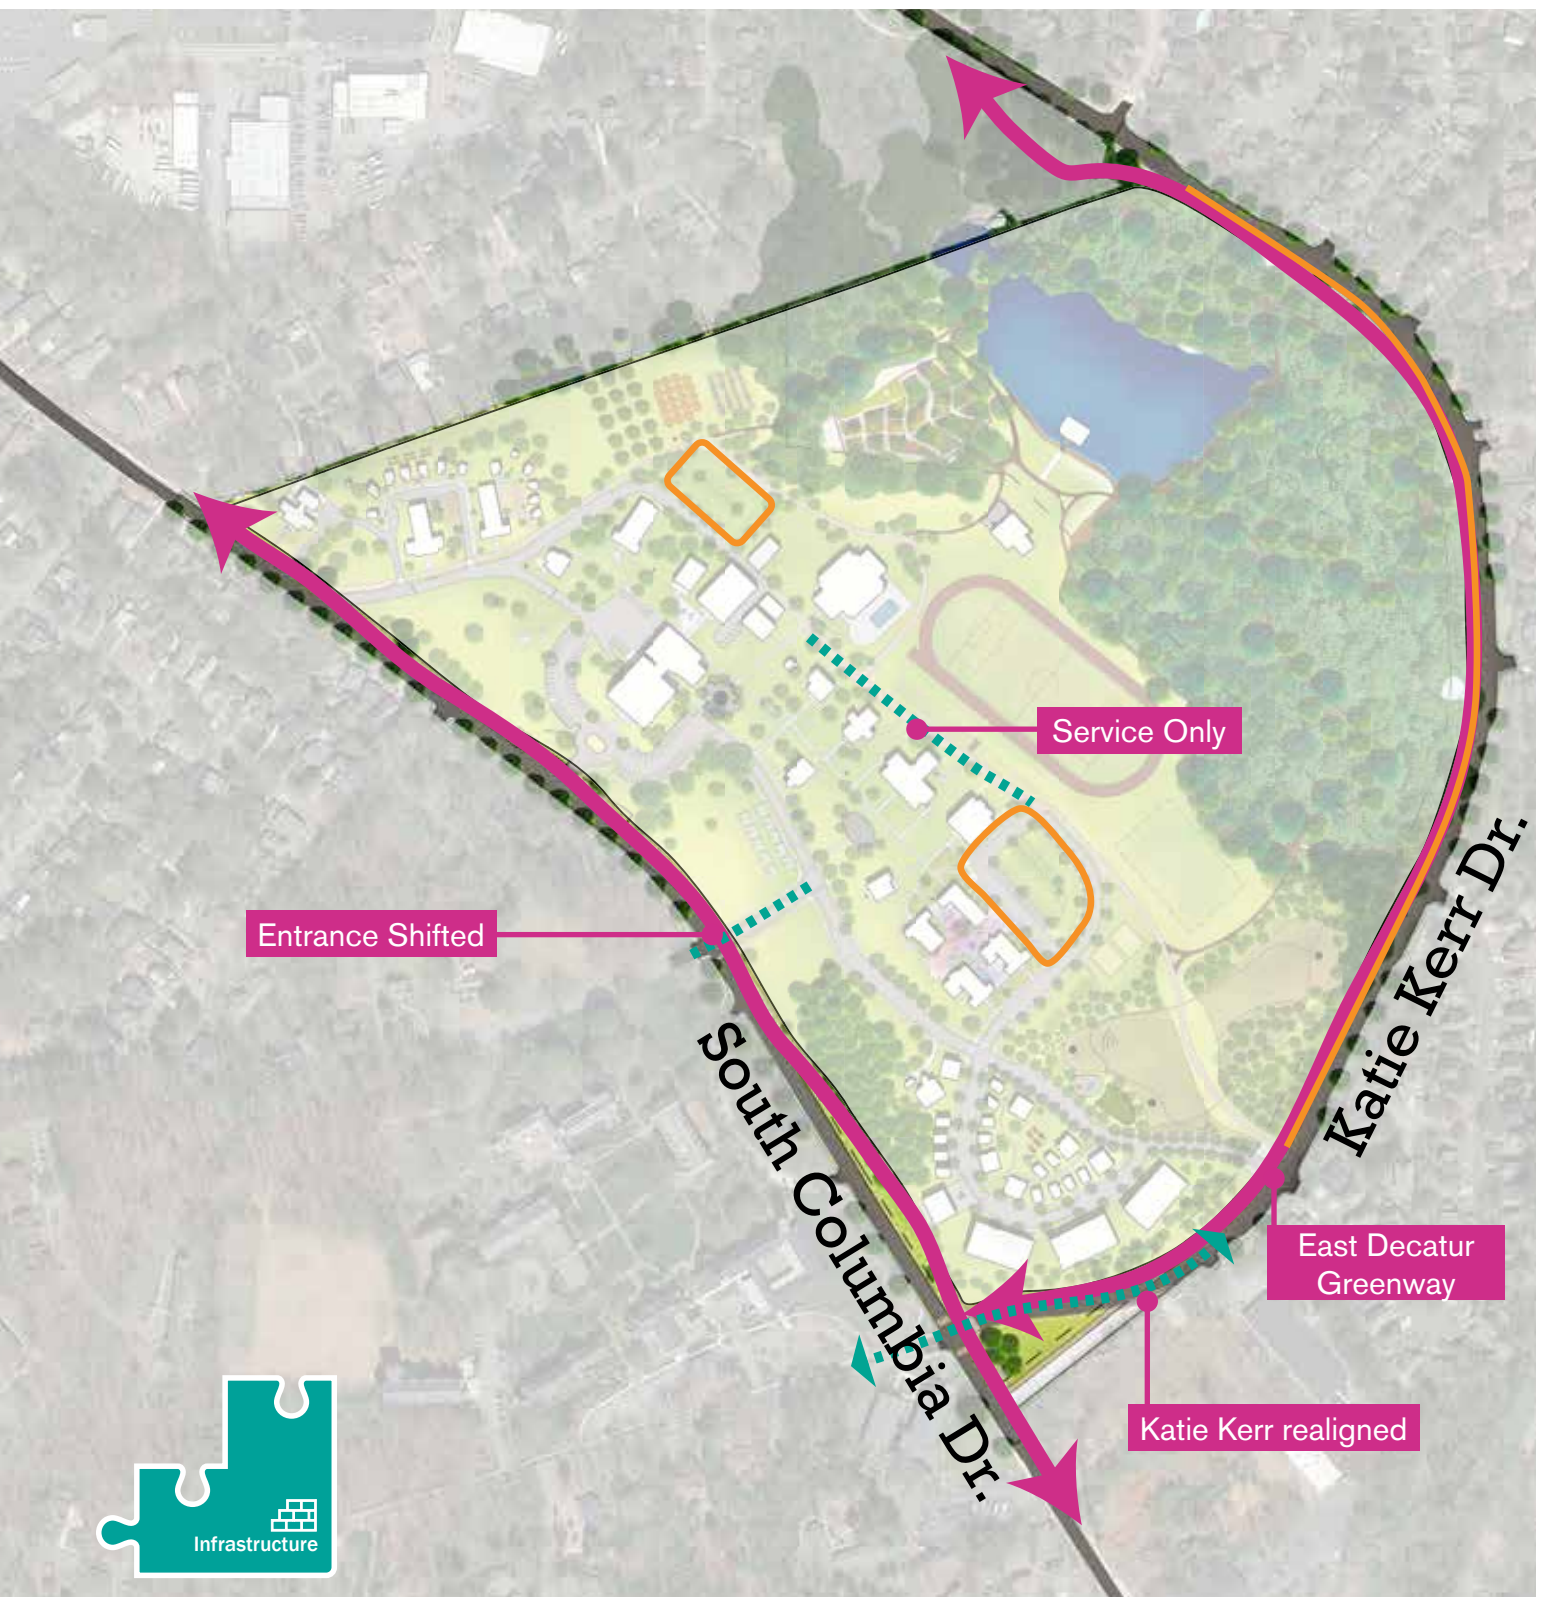 Service Only
Entrance Shifted
Katie Kerr Dr.
South Columbia Dr.
East Decatur
Greenway
Katie Kerr realigned
Infrastructure